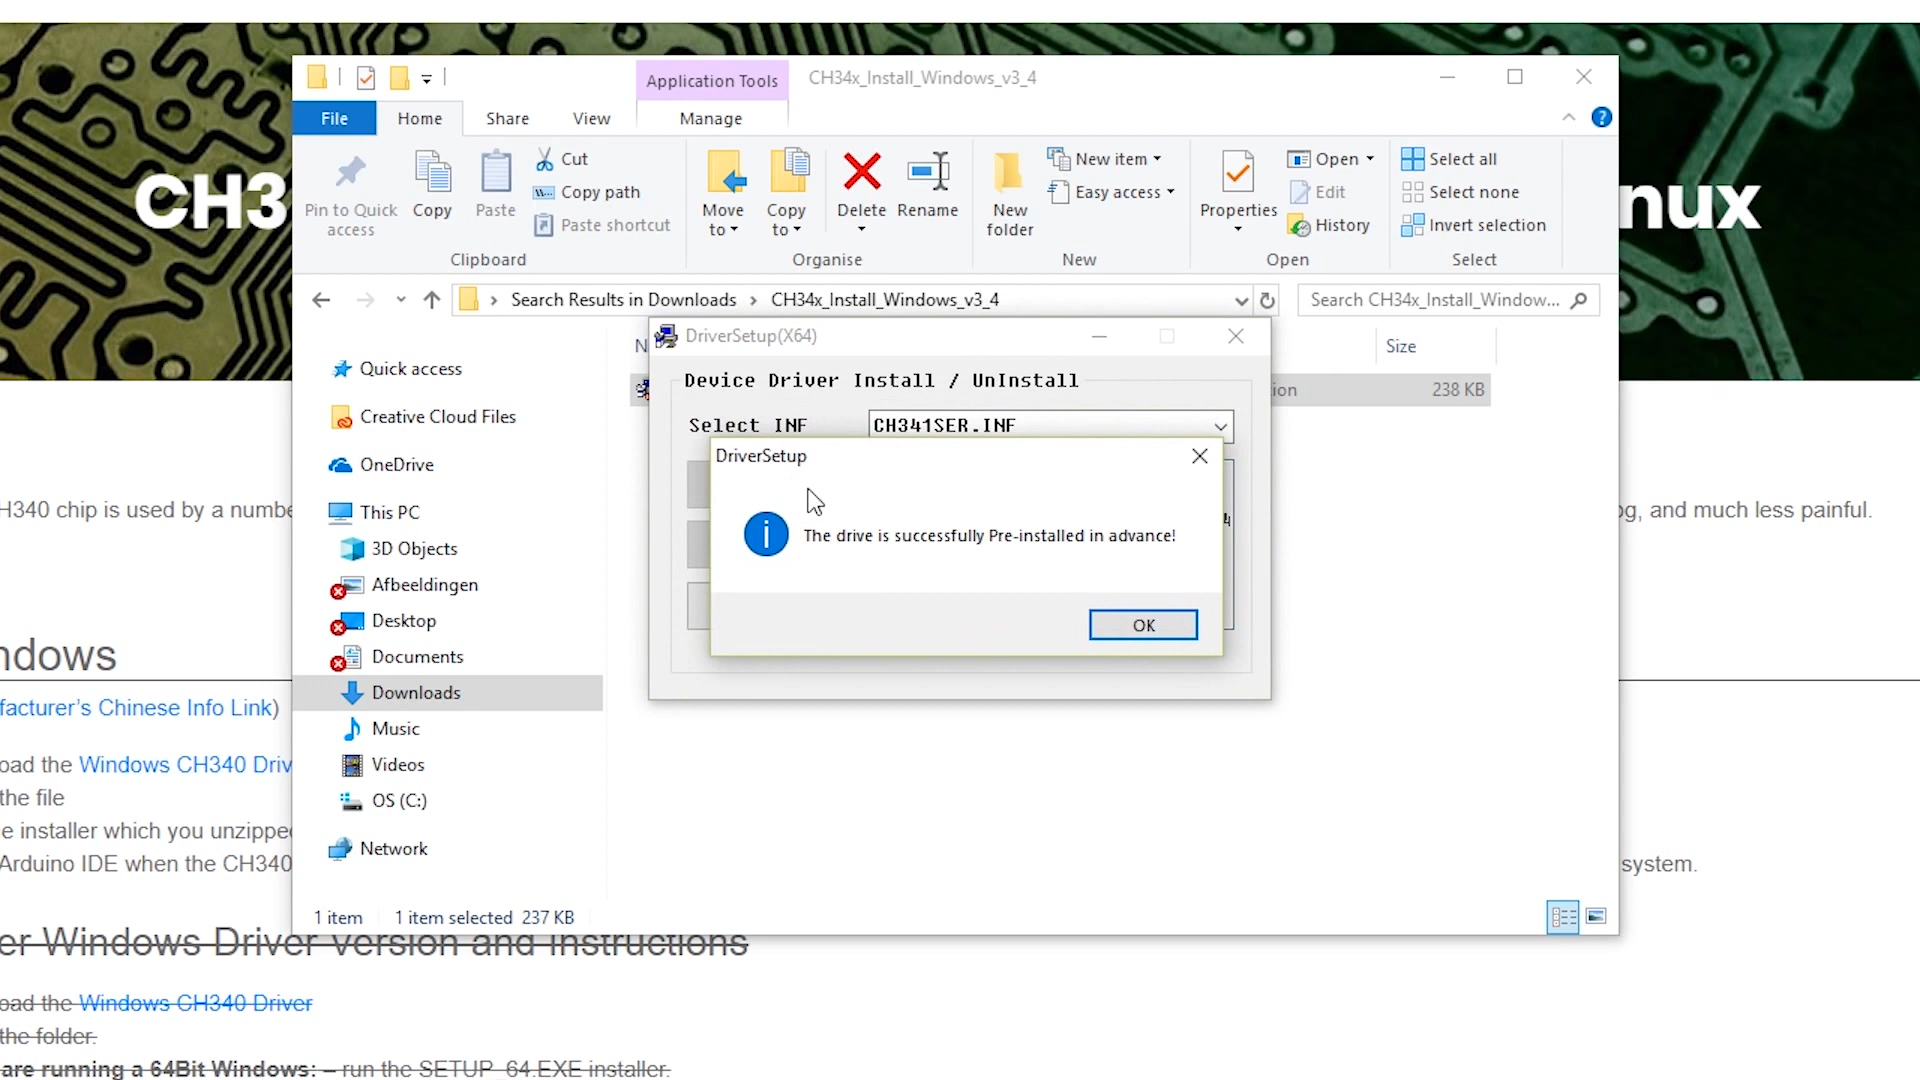 Application Tools
CH34x_Install_Windows_v3_4
File
Home
Share
View
Manage
Pin to Quick access
Copy
Paste
Cut
Copy path
Paste shortcut
Clipboard
Move to
Copy to
Delete
Rename
Organise
New folder
New item
Easy access
New
Properties
Open
Edit
History
Open
Select all
Select none
Invert selection
Select
CH3
nux
Search Results in Downloads
CH34x_Install_Windows_v3_4
Search CH34x_Install_Window...
DriverSetup(X64)
Size
238 KB
Device Driver Install / UnInstall
Select INF
CH341SER.INF
DriverSetup
The drive is successfully Pre-installed in advance!
OK
Quick access
Creative Cloud Files
OneDrive
This PC
3D Objects
Afbeeldingen
Desktop
Documents
Downloads
Music
Videos
OS (C:)
Network
1 item
1 item selected 237 KB
H340 chip is used by a numbe
og, and much less painful.
ndows
facturer's Chinese Info Link)
oad the Windows CH340 Driv
the file
e installer which you unzippe
Arduino IDE when the CH340
system.
er Windows Driver Version and Instructions
oad the Windows CH340 Driver
the folder.
are running a 64Bit Windows: – run the SETUP_64.EXE installer.